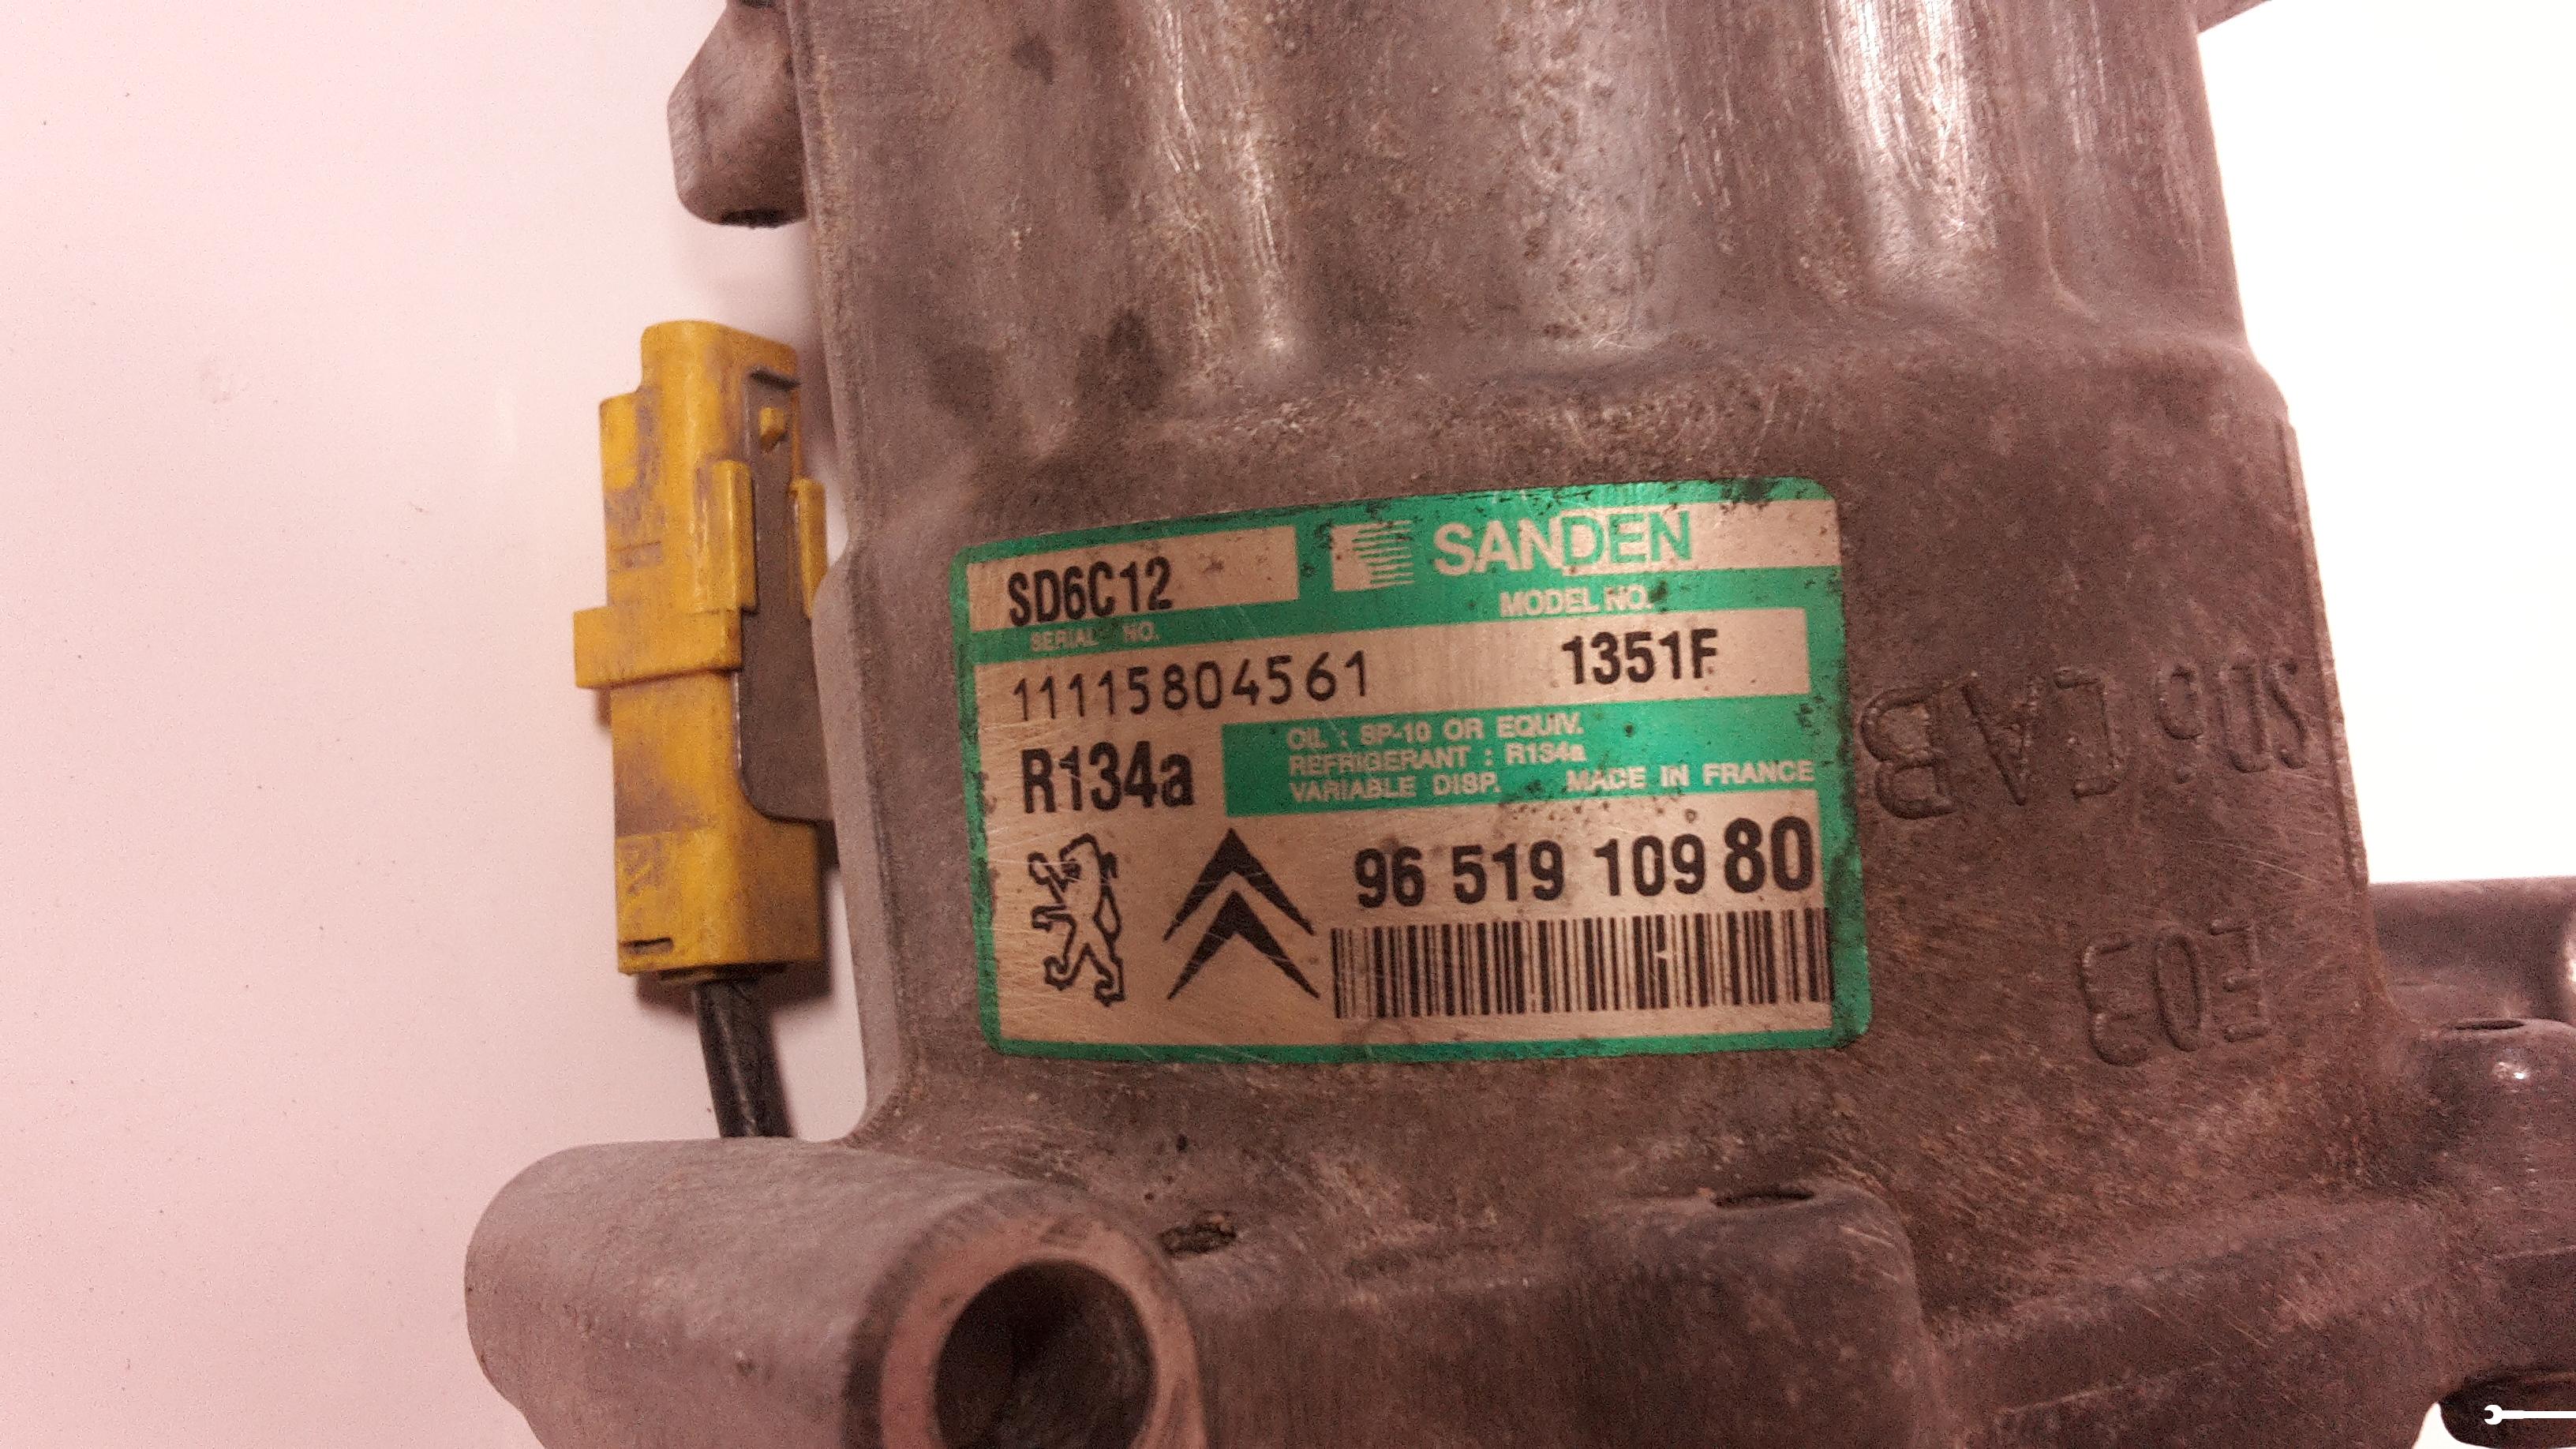 SD6C12
SANDEN
SERIAL NO.
MODEL NO.
11115804561
1351F
R134a
OIL : SP-10 OR EQUIV.
REFRIGERANT : R134a
VARIABLE DISP. MADE IN FRANCE
96 519 109 80
E03